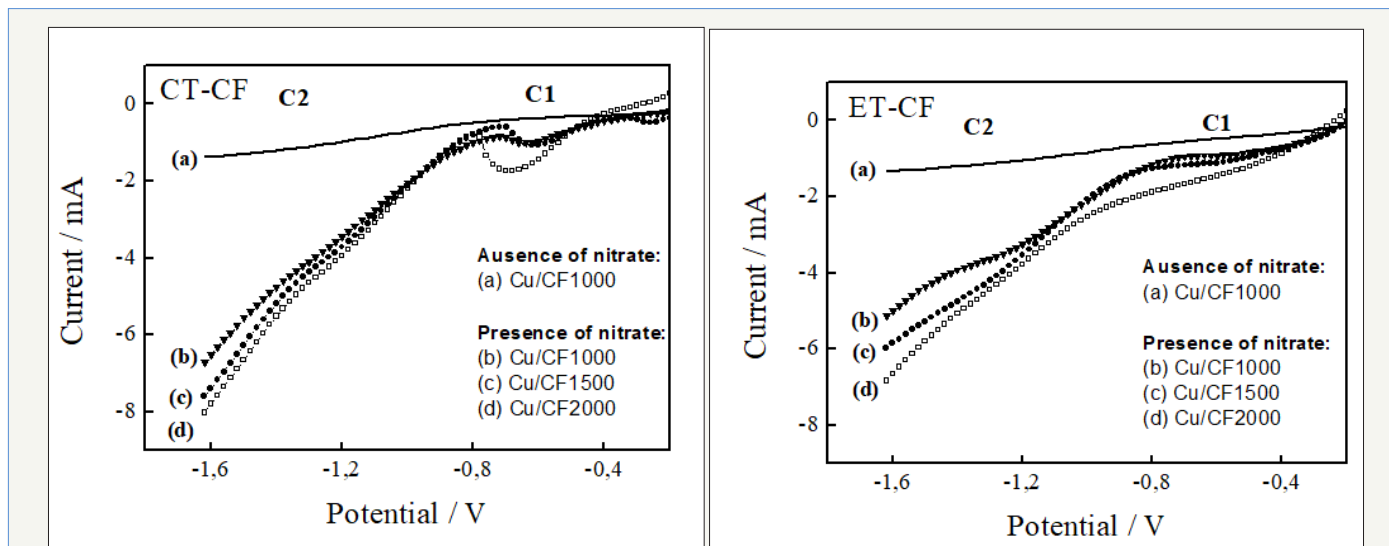 CT-CF
C2
C1
0
-2
-4
-6
-8
Current / mA
(a)
(b)
(c)
(d)
Ausence of nitrate:
(a) Cu/CF1000
Presence of nitrate:
(b) Cu/CF1000
(c) Cu/CF1500
(d) Cu/CF2000
-1,6
-1,2
-0,8
-0,4
Potential / V
ET-CF
C2
C1
0
-2
-4
-6
-8
Current / mA
(a)
(b)
(c)
(d)
Ausence of nitrate:
(a) Cu/CF1000
Presence of nitrate:
(b) Cu/CF1000
(c) Cu/CF1500
(d) Cu/CF2000
-1,6
-1,2
-0,8
-0,4
Potential / V